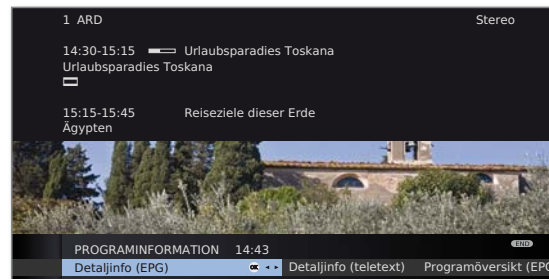 1 ARD Stereo
14:30-15:15 Urlaubsparadies Toskana
Urlaubsparadies Toskana
15:15-15:45 Reiseziele dieser Erde
Ägypten
END
PROGRAMINFORMATION 14:43
Detaljinfo (EPG) OK Detaljinfo (teletext) Programöversikt (EPG